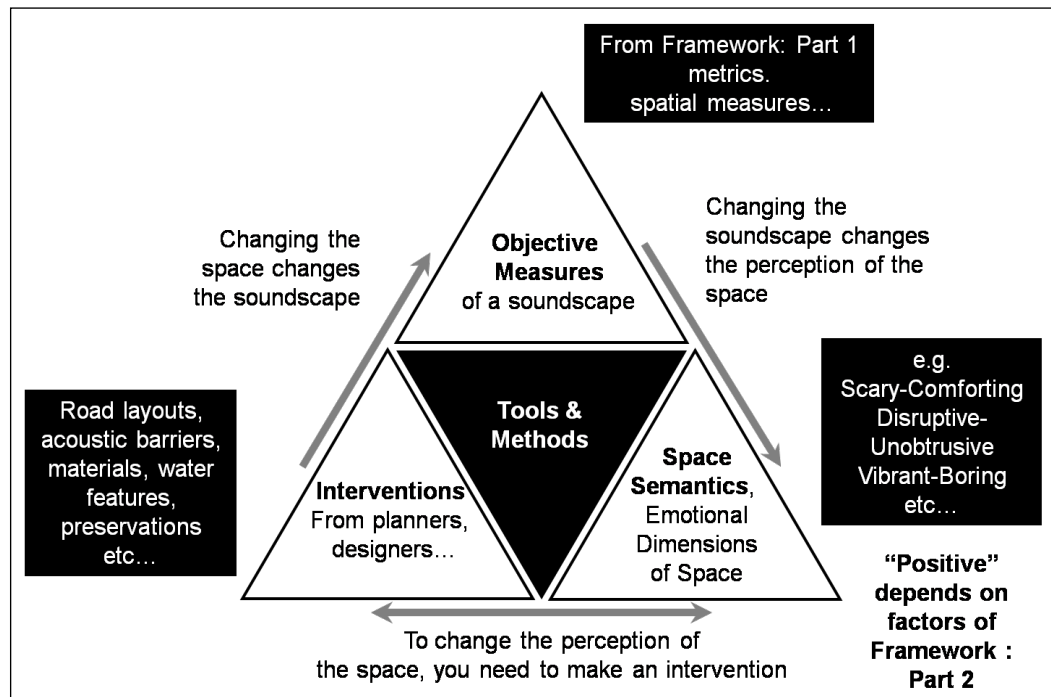 From Framework: Part 1
metrics.
spatial measures…
Changing the
space changes
the soundscape
Objective
Measures
of a soundscape
Changing the
soundscape changes
the perception of the
space
Road layouts,
acoustic barriers,
materials, water
features,
preservations
etc…
Tools &
Methods
Interventions
From planners,
designers…
Space
Semantics,
Emotional
Dimensions
of Space
e.g.
Scary-Comforting
Disruptive-
Unobtrusive
Vibrant-Boring
etc…
To change the perception of
the space, you need to make an intervention
“Positive”
depends on
factors of
Framework :
Part 2